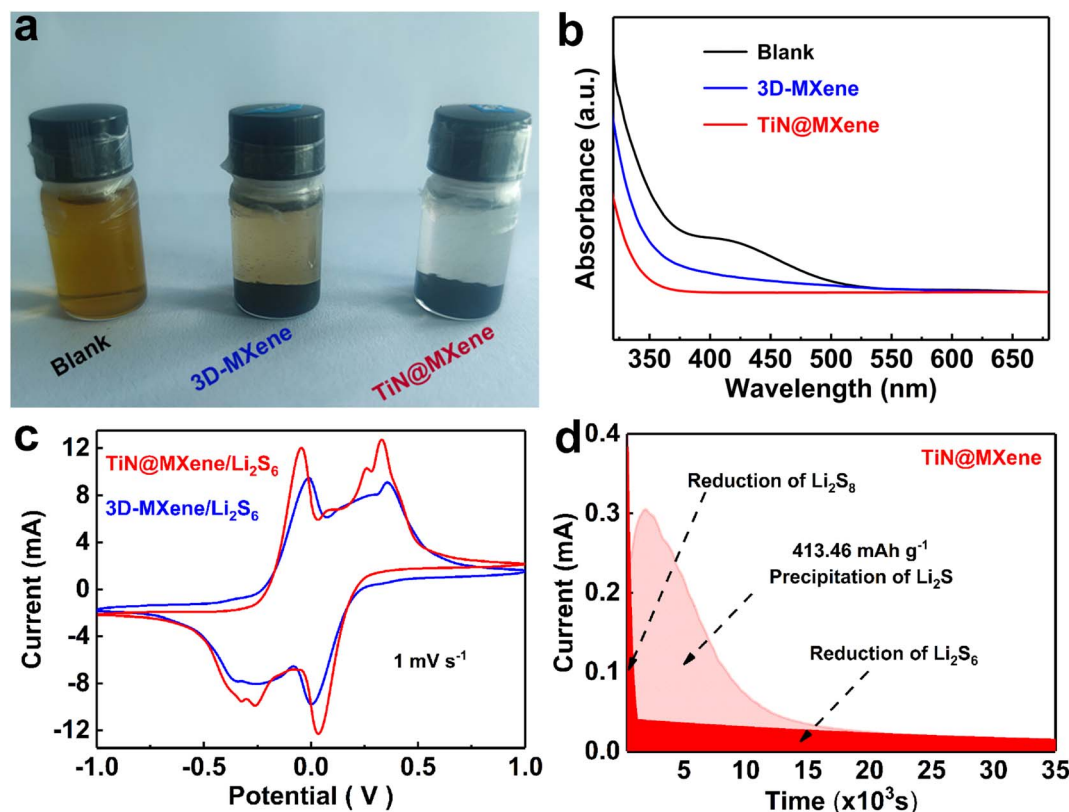 a
Blank
3D-MXene
TiN@MXene
b
Blank
3D-MXene
TiN@MXene
Absorbance (a.u.)
350 400 450 500 550 600 650
Wavelength (nm)
c
TiN@MXene/Li₂S₆
3D-MXene/Li₂S₆
1 mV s⁻¹
Current (mA)
12
8
4
0
-4
-8
-12
-1.0 -0.5 0.0 0.5 1.0
Potential ( V )
d
TiN@MXene
Reduction of Li₂S₈
413.46 mAh g⁻¹
Precipitation of Li₂S
Reduction of Li₂S₆
Current (mA)
0.4
0.3
0.2
0.1
0.0
5 10 15 20 25 30 35
Time (x10³s)